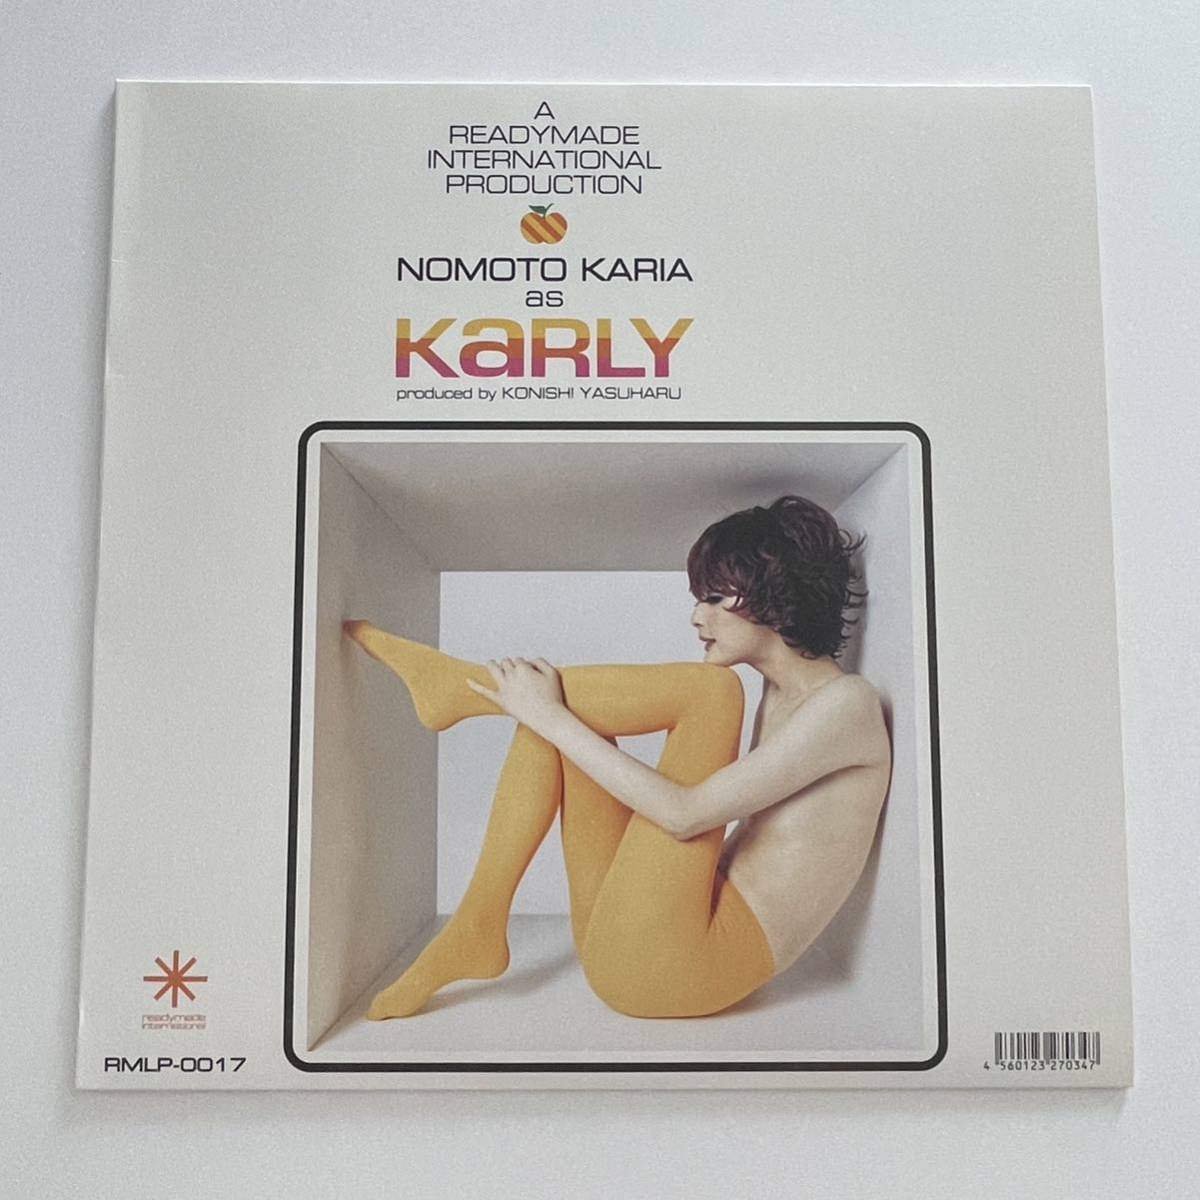 A
READYMADE
INTERNATIONAL
PRODUCTION
NOMOTO KARIA
as
KaRLY
produced by KONISHI YASUHARU
readymade
international
RMLP-0017
4 560123 270347